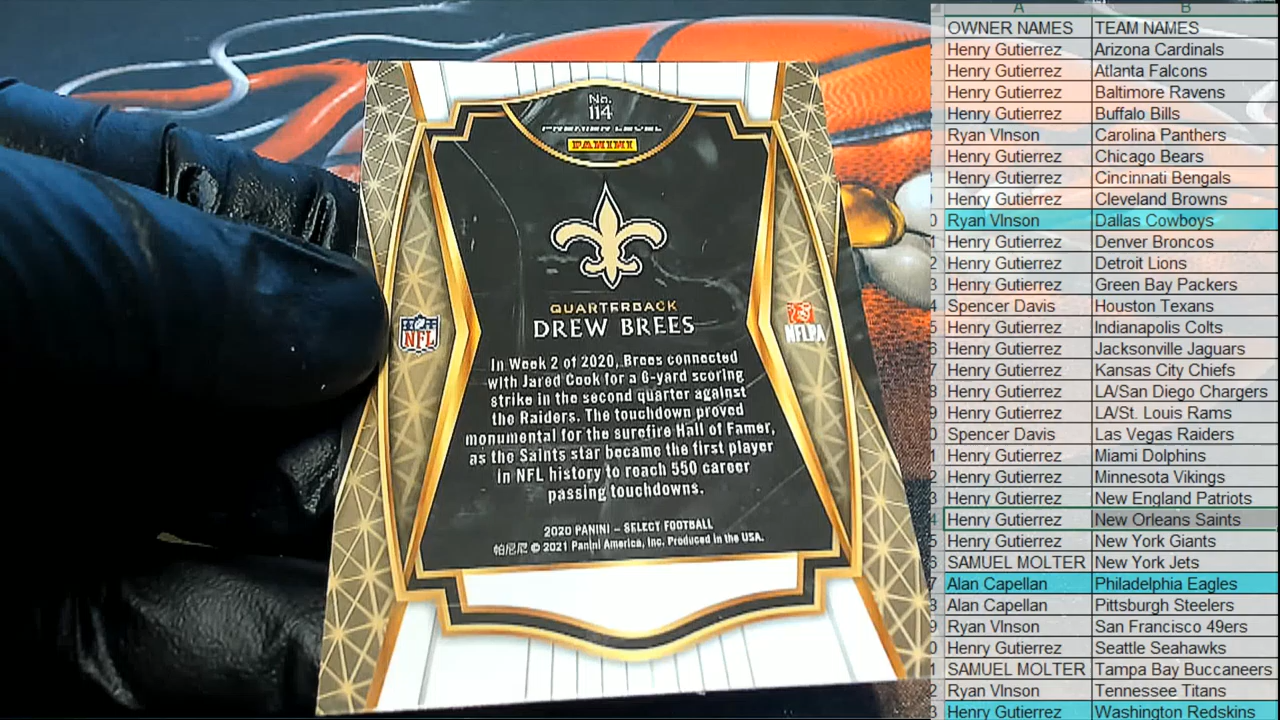 No.
114
PREMIER LEVEL
PANINI
QUARTERBACK
DREW BREES
NFL
NFLPA
In Week 2 of 2020, Brees connected
with Jared Cook for a 6-yard scoring
strike in the second quarter against
the Raiders. The touchdown proved
monumental for the surefire Hall of Famer,
as the Saints star became the first player
in NFL history to reach 550 career
passing touchdowns.
2020 PANINI – SELECT FOOTBALL
帕尼尼 © 2021 Panini America, Inc. Produced in the USA.
A B
OWNER NAMES TEAM NAMES
Henry Gutierrez Arizona Cardinals
Henry Gutierrez Atlanta Falcons
Henry Gutierrez Baltimore Ravens
Henry Gutierrez Buffalo Bills
Ryan VInson Carolina Panthers
Henry Gutierrez Chicago Bears
Henry Gutierrez Cincinnati Bengals
Henry Gutierrez Cleveland Browns
Ryan VInson Dallas Cowboys
Henry Gutierrez Denver Broncos
Henry Gutierrez Detroit Lions
Henry Gutierrez Green Bay Packers
Spencer Davis Houston Texans
Henry Gutierrez Indianapolis Colts
Henry Gutierrez Jacksonville Jaguars
Henry Gutierrez Kansas City Chiefs
Henry Gutierrez LA/San Diego Chargers
Henry Gutierrez LA/St. Louis Rams
Spencer Davis Las Vegas Raiders
Henry Gutierrez Miami Dolphins
Henry Gutierrez Minnesota Vikings
Henry Gutierrez New England Patriots
Henry Gutierrez New Orleans Saints
Henry Gutierrez New York Giants
SAMUEL MOLTER New York Jets
Alan Capellan Philadelphia Eagles
Alan Capellan Pittsburgh Steelers
Ryan VInson San Francisco 49ers
Henry Gutierrez Seattle Seahawks
SAMUEL MOLTER Tampa Bay Buccaneers
Ryan VInson Tennessee Titans
Henry Gutierrez Washington Redskins